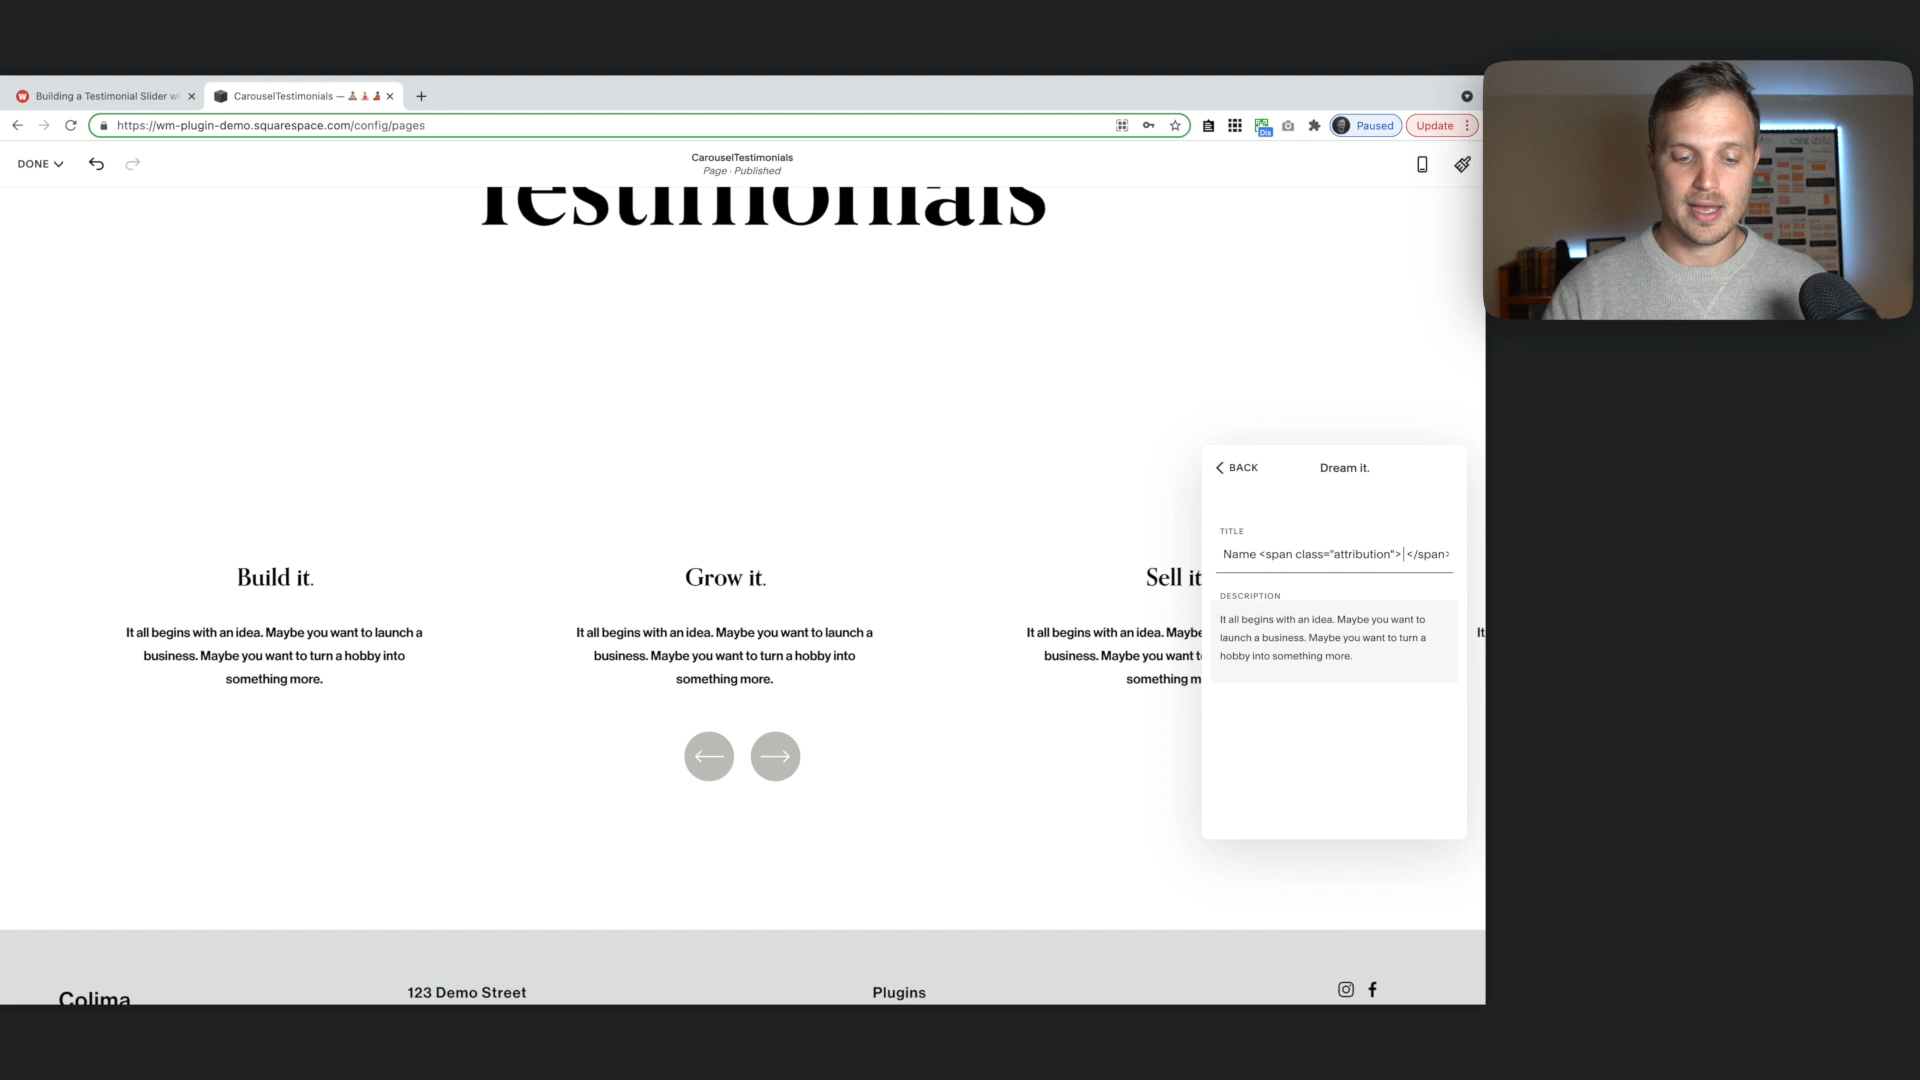 Building a Testimonial Slider wi
CarouselTestimonials —
https://wm-plugin-demo.squarespace.com/config/pages
Dis
Paused
Update
DONE
CarouselTestimonials
Page · Published
Testimonials
BACK
Dream it.
TITLE
Name <span class="attribution"> </span>
DESCRIPTION
It all begins with an idea. Maybe you want to
launch a business. Maybe you want to turn a
hobby into something more.
Build it.
It all begins with an idea. Maybe you want to launch a
business. Maybe you want to turn a hobby into
something more.
Grow it.
It all begins with an idea. Maybe you want to launch a
business. Maybe you want to turn a hobby into
something more.
Sell it
It all begins with an idea. Maybe
business. Maybe you want t
something m
It
Colima
123 Demo Street
Plugins